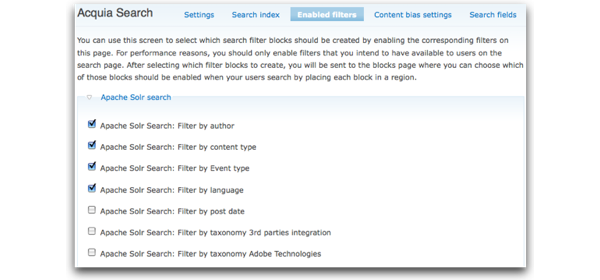 Acquia Search Settings Search index Enabled filters Content bias settings Search fields
You can use this screen to select which search filter blocks should be created by enabling the corresponding filters on
this page. For performance reasons, you should only enable filters that you intend to have available to users on the
search page. After selecting which filter blocks to create, you will be sent to the blocks page where you can choose which
of those blocks should be enabled when your users search by placing each block in a region.
Apache Solr search
Apache Solr Search: Filter by author
Apache Solr Search: Filter by content type
Apache Solr Search: Filter by Event type
Apache Solr Search: Filter by language
Apache Solr Search: Filter by post date
Apache Solr Search: Filter by taxonomy 3rd parties integration
Apache Solr Search: Filter by taxonomy Adobe Technologies